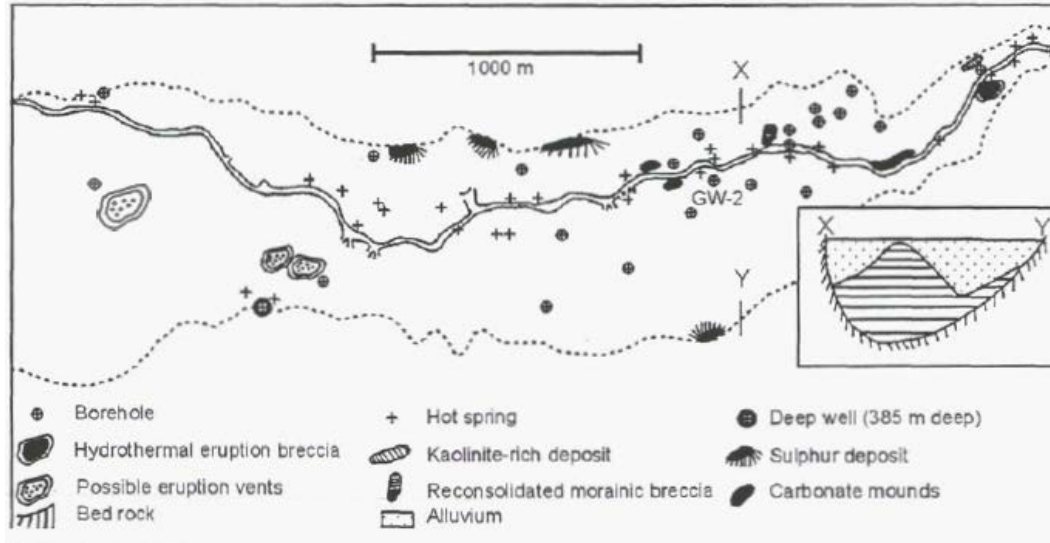 1000 m
X
GW-2
Y
X Y
Borehole
Hot spring
Deep well (385 m deep)
Hydrothermal eruption breccia
Kaolinite-rich deposit
Sulphur deposit
Possible eruption vents
Reconsolidated morainic breccia
Carbonate mounds
Bed rock
Alluvium